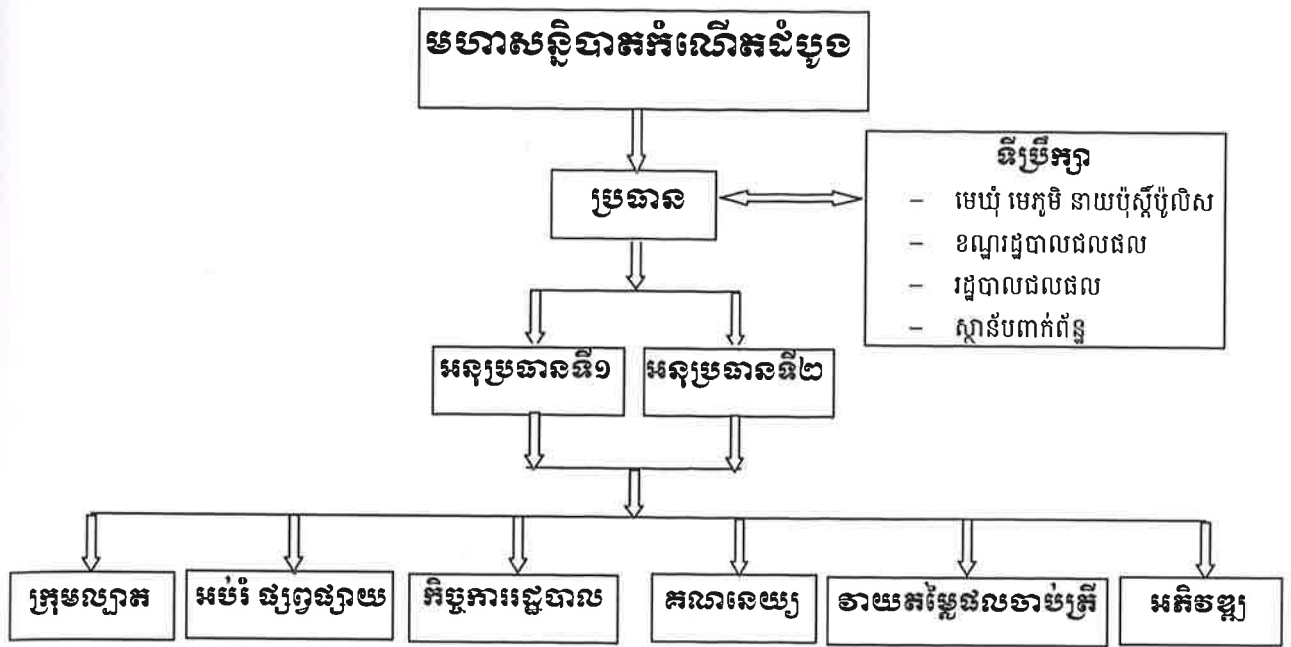 មហាសន្និបាតកំណើតដំបូង
ប្រធាន
ទីប្រឹក្សា
– មេឃុំ មេភូមិ នាយប៉ុស្តិ៍ប៉ូលិស
– ខណ្ឌរដ្ឋបាលជលផល
– រដ្ឋបាលជលផល
– ស្ថាន័បពាក់ព័ន្ធ
អនុប្រធានទី១
អនុប្រធានទី២
ក្រុមល្បាត
អប់រំ ផ្សព្វផ្សាយ
កិច្ចការរដ្ឋបាល
គណនេយ្យ
វាយតម្លៃផលចាប់ត្រី
អភិវឌ្ឍ